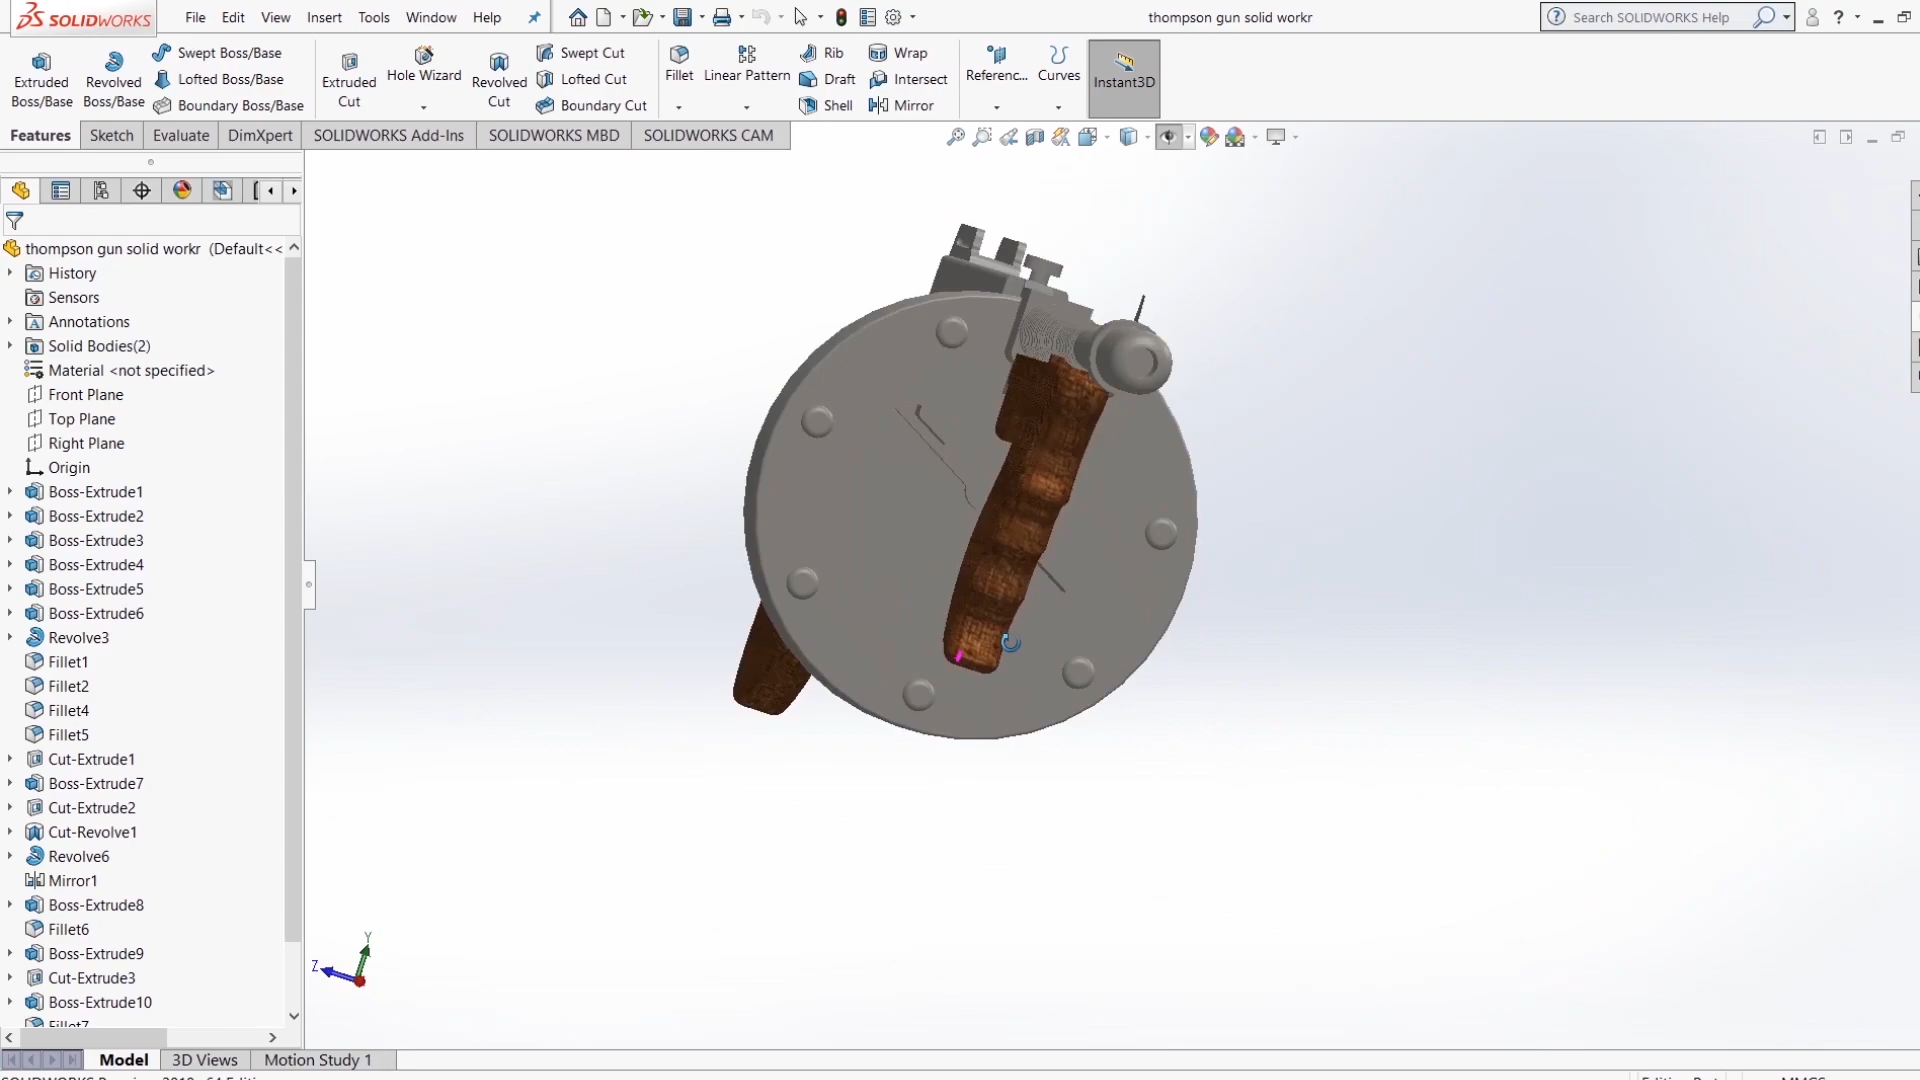 SOLIDWORKS
File Edit View Insert Tools Window Help
thompson gun solid workr
Search SOLIDWORKS Help
Extruded Boss/Base
Revolved Boss/Base
Swept Boss/Base
Lofted Boss/Base
Boundary Boss/Base
Extruded Cut
Hole Wizard
Revolved Cut
Swept Cut
Lofted Cut
Boundary Cut
Fillet
Linear Pattern
Rib
Draft
Shell
Wrap
Intersect
Mirror
Referenc...
Curves
Instant3D
Features Sketch Evaluate DimXpert SOLIDWORKS Add-Ins SOLIDWORKS MBD SOLIDWORKS CAM
thompson gun solid workr (Default<<
History
Sensors
Annotations
Solid Bodies(2)
Material <not specified>
Front Plane
Top Plane
Right Plane
Origin
Boss-Extrude1
Boss-Extrude2
Boss-Extrude3
Boss-Extrude4
Boss-Extrude5
Boss-Extrude6
Revolve3
Fillet1
Fillet2
Fillet4
Fillet5
Cut-Extrude1
Boss-Extrude7
Cut-Extrude2
Cut-Revolve1
Revolve6
Mirror1
Boss-Extrude8
Fillet6
Boss-Extrude9
Cut-Extrude3
Boss-Extrude10
Fillet7
Y
Z
Model 3D Views Motion Study 1